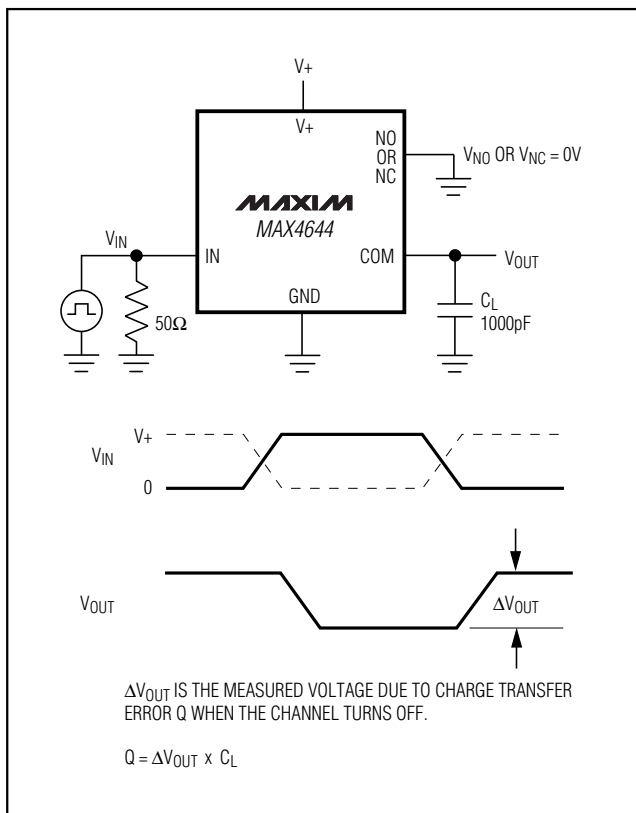 V+
V+
NO
OR
NC
VNO OR VNC = 0V
MAXIM
MAX4644
VIN
IN
COM
VOUT
50Ω
GND
CL
1000pF
V+
VIN
0
VOUT
ΔVOUT
ΔVOUT IS THE MEASURED VOLTAGE DUE TO CHARGE TRANSFER
ERROR Q WHEN THE CHANNEL TURNS OFF.
Q = ΔVOUT x CL